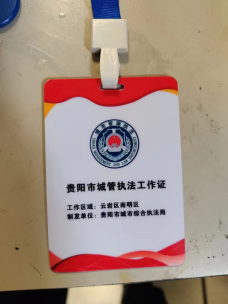 贵阳市城管执法工作证
工作区域：云岩区南明区
制发单位：贵阳市城市综合执法局